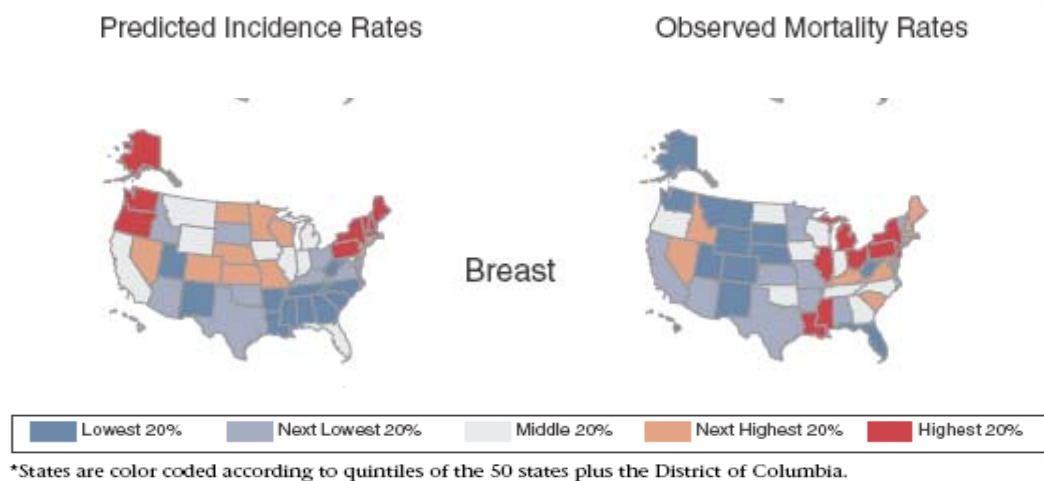 Predicted Incidence Rates
Observed Mortality Rates
Breast
Lowest 20%
Next Lowest 20%
Middle 20%
Next Highest 20%
Highest 20%
*States are color coded according to quintiles of the 50 states plus the District of Columbia.